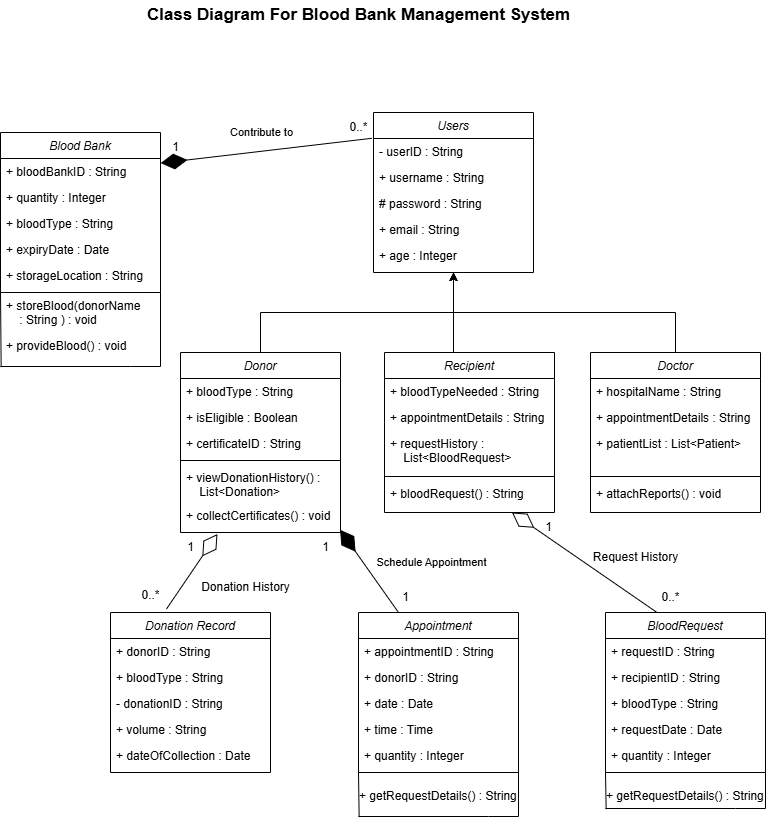 Class Diagram For Blood Bank Management System
Contribute to
1
0..*
Blood Bank
+ bloodBankID : String
+ quantity : Integer
+ bloodType : String
+ expiryDate : Date
+ storageLocation : String
+ storeBlood(donorName
: String ) : void
+ provideBlood() : void
Users
- userID : String
+ username : String
# password : String
+ email : String
+ age : Integer
Donor
+ bloodType : String
+ isEligible : Boolean
+ certificateID : String
+ viewDonationHistory() :
List<Donation>
+ collectCertificates() : void
Recipient
+ bloodTypeNeeded : String
+ appointmentDetails : String
+ requestHistory :
List<BloodRequest>
+ bloodRequest() : String
Doctor
+ hospitalName : String
+ appointmentDetails : String
+ patientList : List<Patient>
+ attachReports() : void
1
Donation History
0..*
1
Schedule Appointment
1
1
Request History
0..*
Donation Record
+ donorID : String
+ bloodType : String
- donationID : String
+ volume : String
+ dateOfCollection : Date
Appointment
+ appointmentID : String
+ donorID : String
+ date : Date
+ time : Time
+ quantity : Integer
+ getRequestDetails() : String
BloodRequest
+ requestID : String
+ recipientID : String
+ bloodType : String
+ requestDate : Date
+ quantity : Integer
+ getRequestDetails() : String